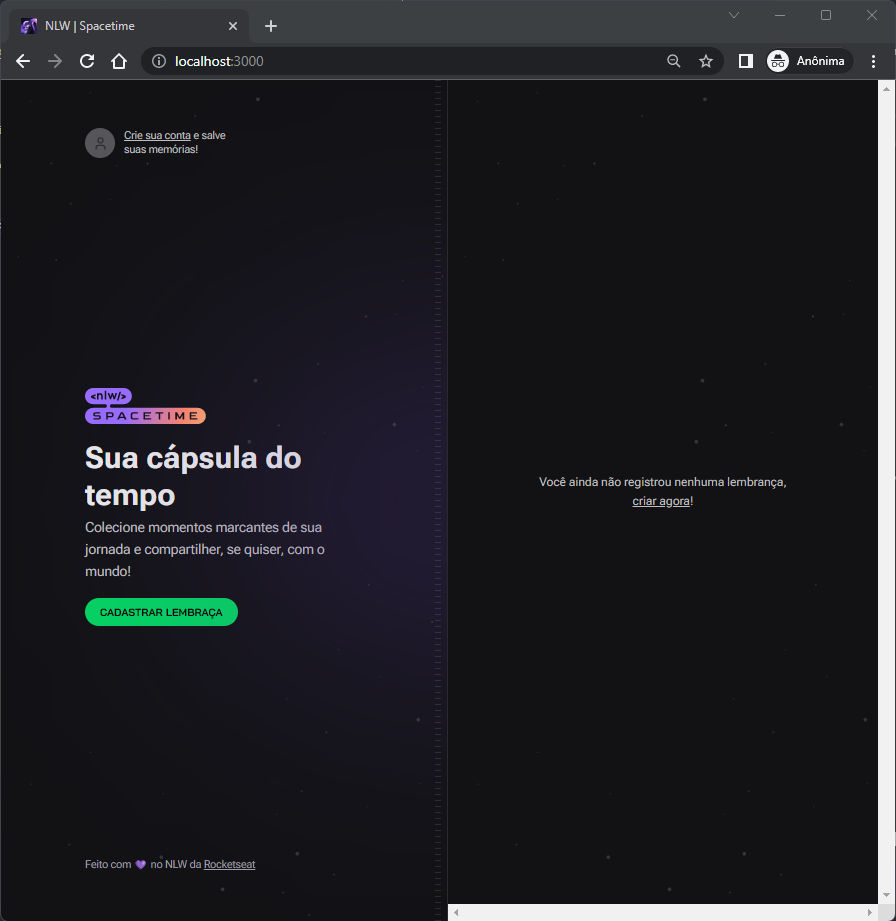 NLW | Spacetime
localhost:3000
Anônima
Crie sua conta e salve
suas memórias!
<nlw/>
SPACETIME
Sua cápsula do
tempo
Colecione momentos marcantes de sua
jornada e compartilher, se quiser, com o
mundo!
CADASTRAR LEMBRAÇA
Feito com 💜 no NLW da Rocketseat
Você ainda não registrou nenhuma lembrança,
criar agora!